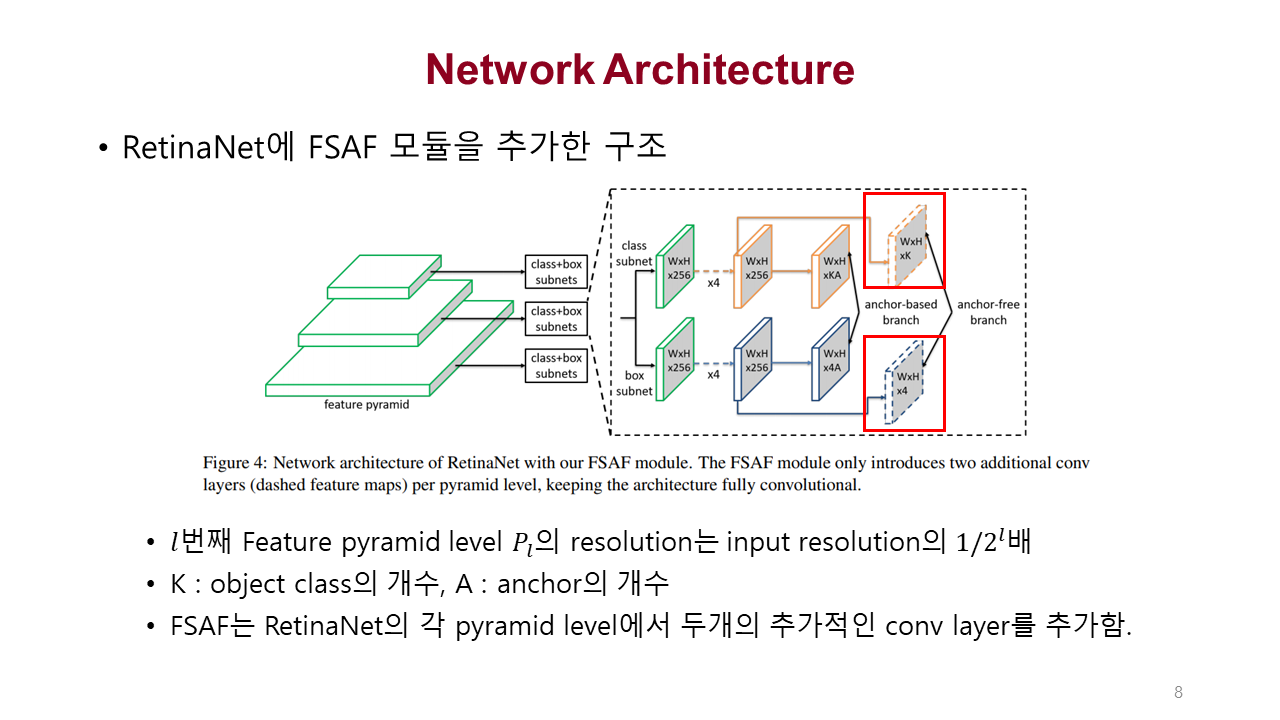 Network Architecture
• RetinaNet에 FSAF 모듈을 추가한 구조
class
subnet
WxH
x256
x4
WxH
x256
WxH
xKA
WxH
xK
class+box
subnets
class+box
subnets
class+box
subnets
anchor-based
branch
anchor-free
branch
box
subnet
WxH
x256
x4
WxH
x256
WxH
x4A
WxH
x4
feature pyramid
Figure 4: Network architecture of RetinaNet with our FSAF module. The FSAF module only introduces two additional conv
layers (dashed feature maps) per pyramid level, keeping the architecture fully convolutional.
• 𝑙번째 Feature pyramid level 𝑃𝑙의 resolution는 input resolution의 1/2^𝑙배
• K : object class의 개수, A : anchor의 개수
• FSAF는 RetinaNet의 각 pyramid level에서 두개의 추가적인 conv layer를 추가함.
8